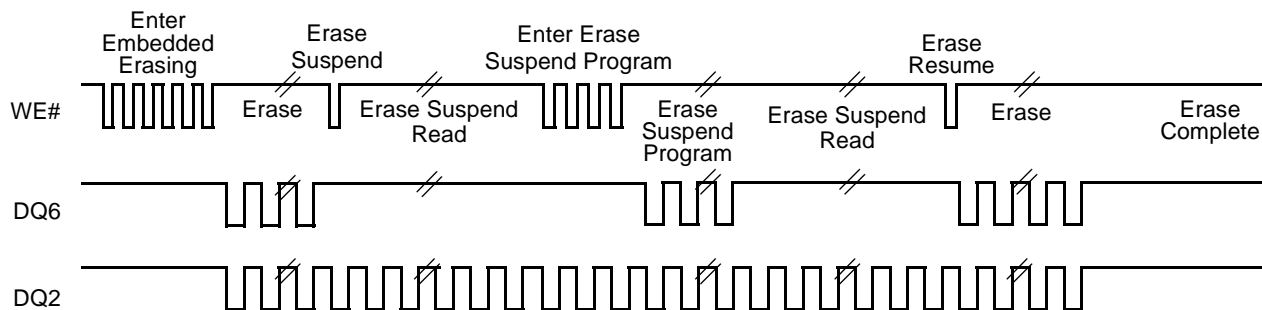 Enter
Embedded
Erasing
Erase
Suspend
Enter Erase
Suspend Program
Erase
Resume
WE#
Erase
Erase Suspend
Read
Erase
Suspend
Program
Erase Suspend
Read
Erase
Erase
Complete
DQ6
DQ2